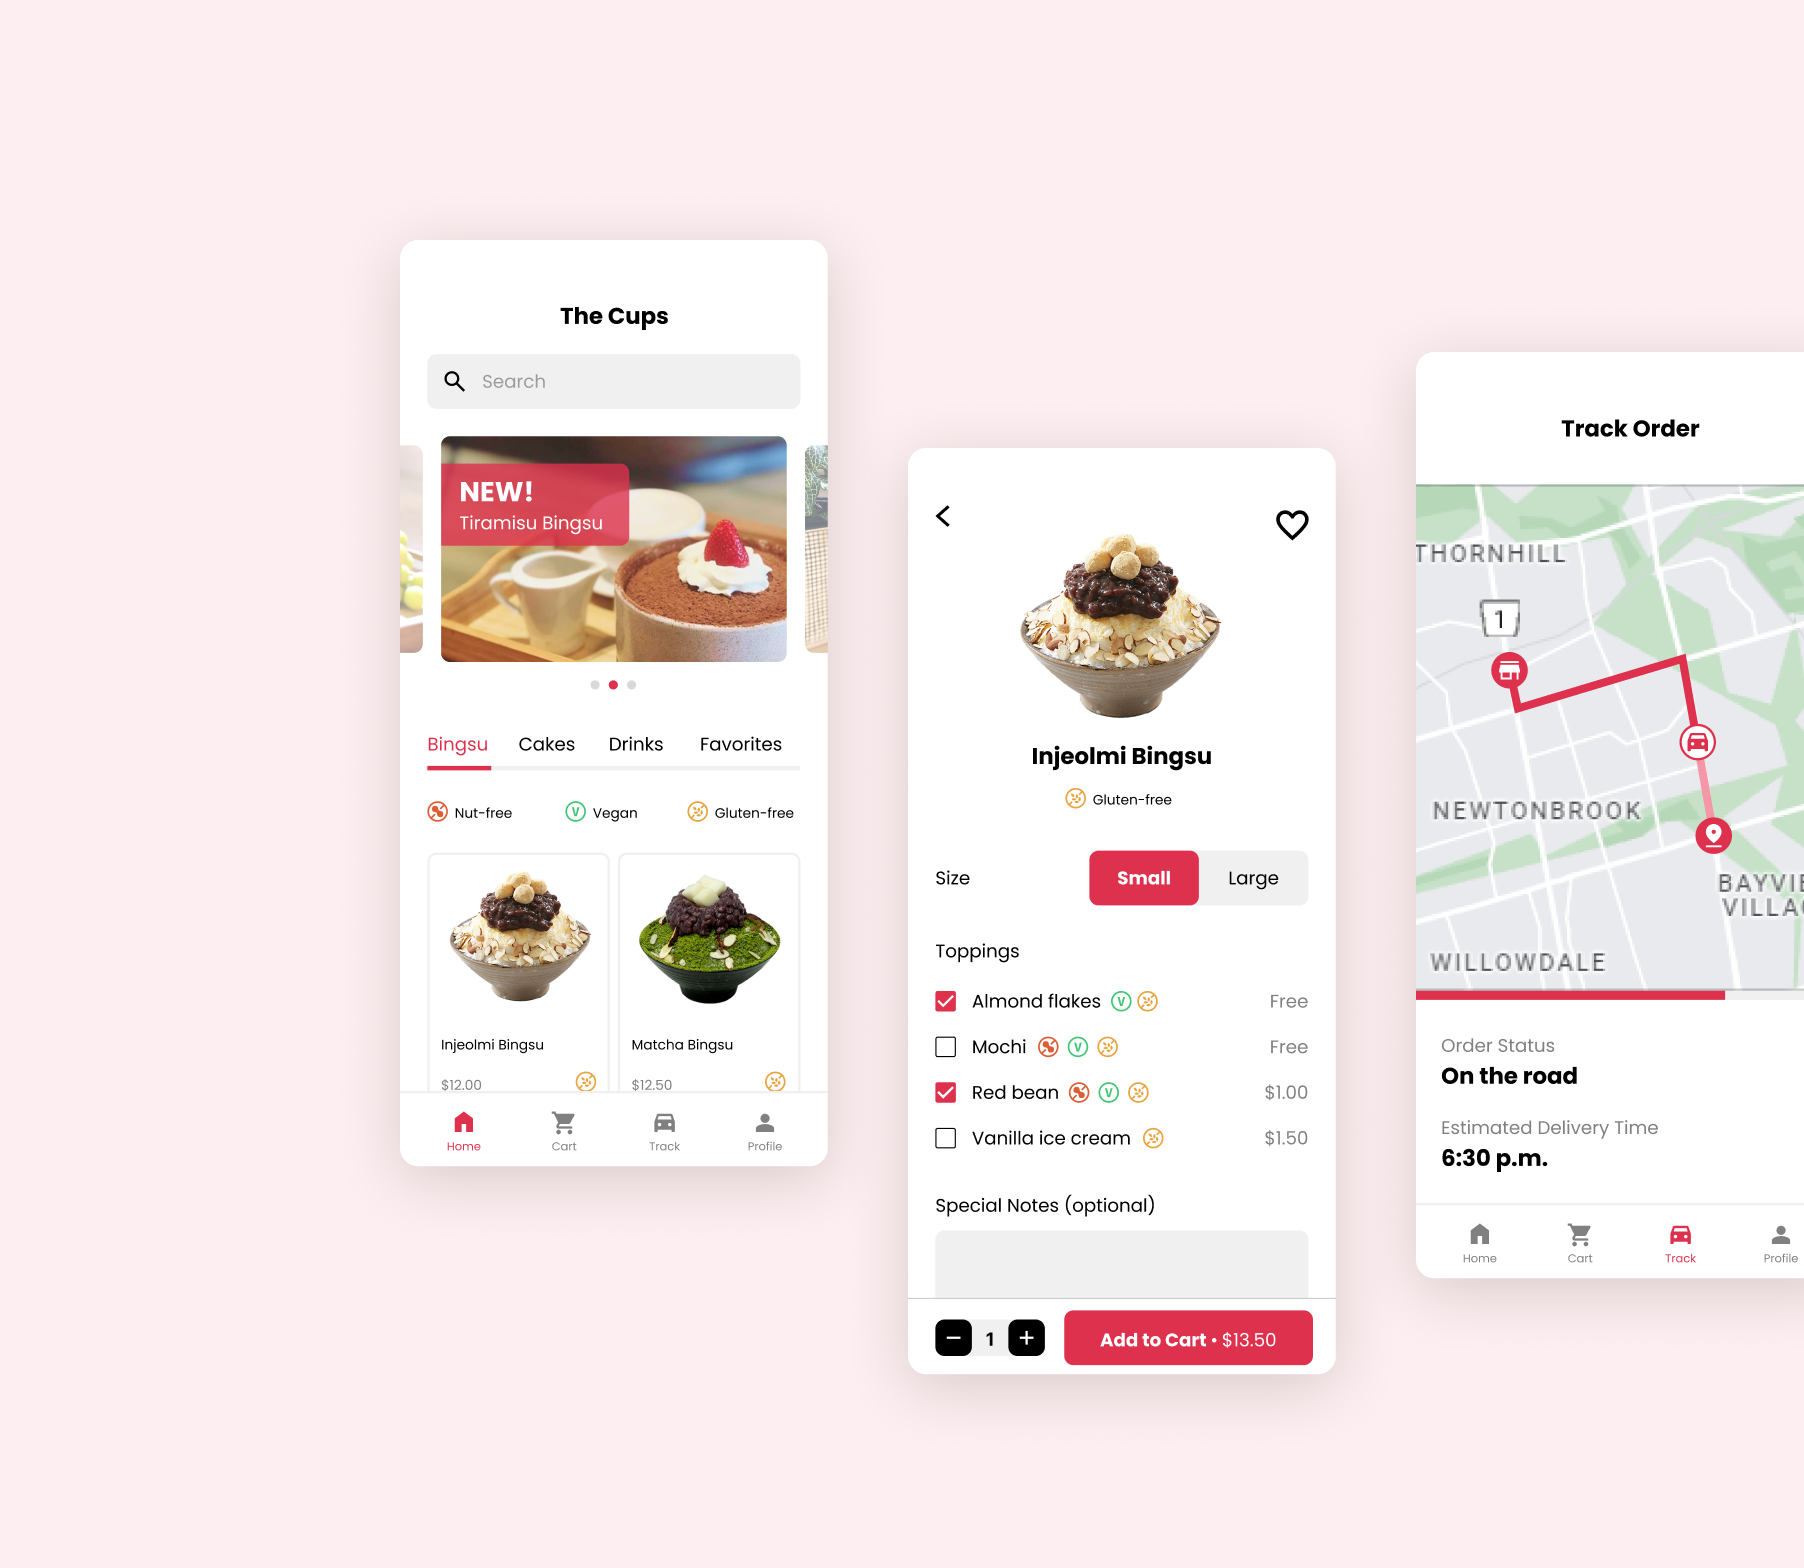 The Cups
Search
NEW!
Tiramisu Bingsu
Bingsu Cakes Drinks Favorites
Nut-free V Vegan Gluten-free
Injeolmi Bingsu Matcha Bingsu
$12.00 $12.50
Home Cart Track Profile
Injeolmi Bingsu
Gluten-free
Size Small Large
Toppings
Almond flakes V Free
Mochi V Free
Red bean V $1.00
Vanilla ice cream $1.50
Special Notes (optional)
− 1 + Add to Cart • $13.50
Track Order
THORNHILL
1
NEWTONBROOK
BAYVIE
VILLAG
WILLOWDALE
Order Status
On the road
Estimated Delivery Time
6:30 p.m.
Home Cart Track Profile